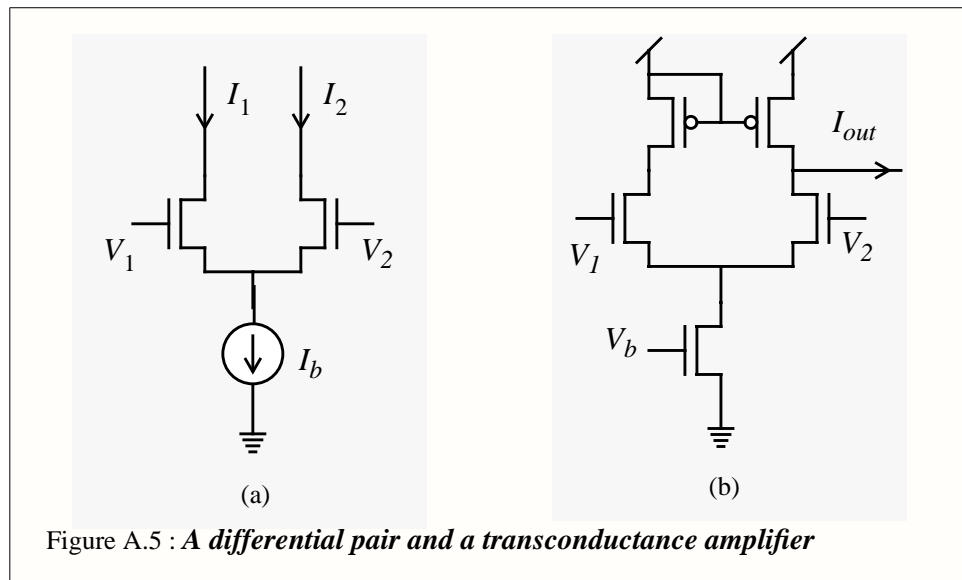 I1 I2
V1 V2
Ib
(a)
Iout
V1 V2
Vb
(b)
Figure A.5 : A differential pair and a transconductance amplifier